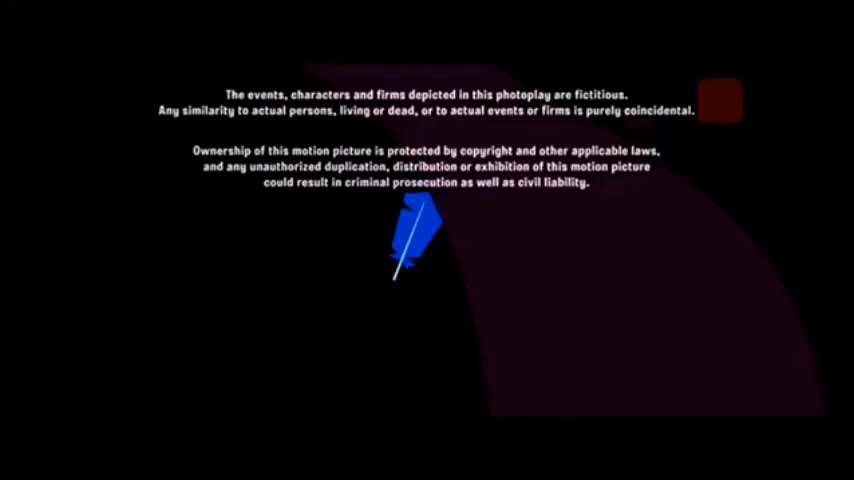 The events, characters and firms depicted in this photoplay are fictitious.
Any similarity to actual persons, living or dead, or to actual events or firms is purely coincidental.
Ownership of this motion picture is protected by copyright and other applicable laws,
and any unauthorized duplication, distribution or exhibition of this motion picture
could result in criminal prosecution as well as civil liability.